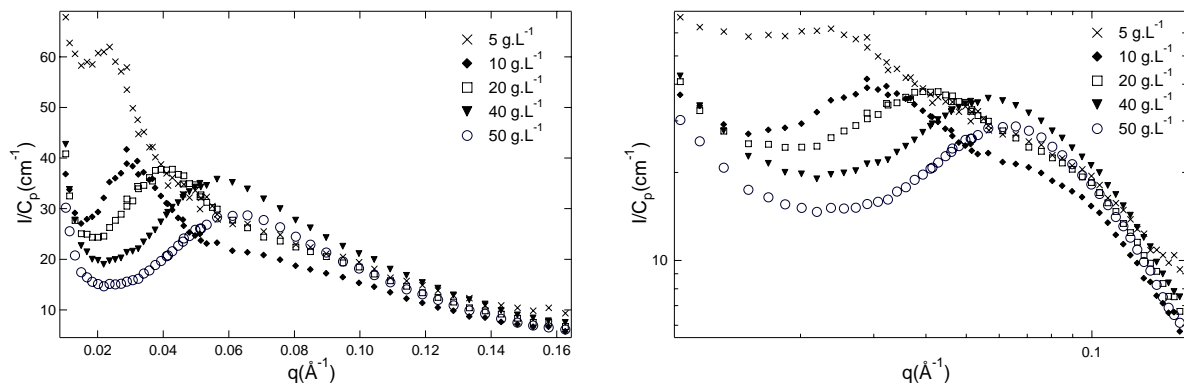 60
50
40
30
20
10
I/Cₚ(cm⁻¹)
0.02 0.04 0.06 0.08 0.10 0.12 0.14 0.16
q(Å⁻¹)
5 g.L⁻¹
10 g.L⁻¹
20 g.L⁻¹
40 g.L⁻¹
50 g.L⁻¹
10
I/Cₚ(cm⁻¹)
0.1
q(Å⁻¹)
5 g.L⁻¹
10 g.L⁻¹
20 g.L⁻¹
40 g.L⁻¹
50 g.L⁻¹